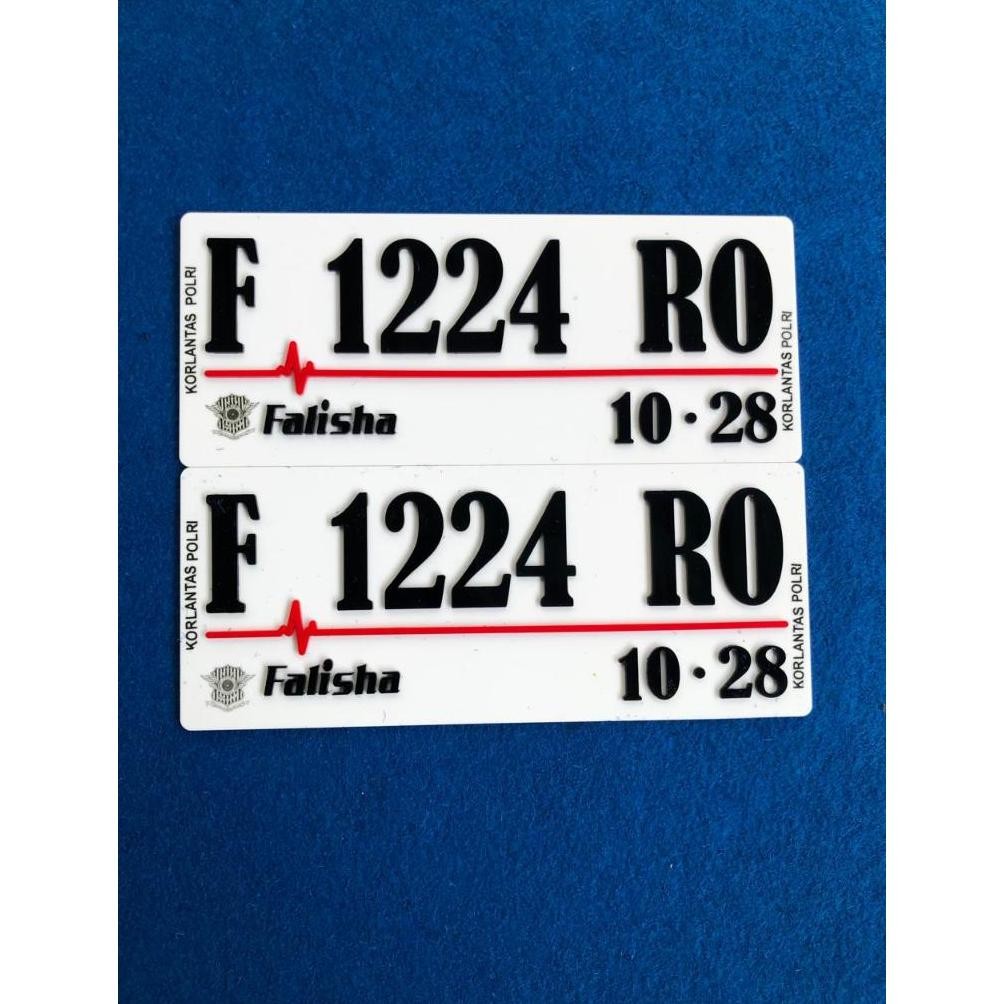 F 1224 RO
KORLANTAS POLRI
Falisha
10 · 28
KORLANTAS POLRI
F 1224 RO
KORLANTAS POLRI
Falisha
10 · 28
KORLANTAS POLRI